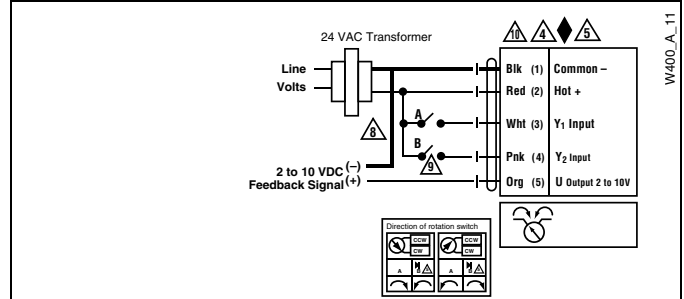 24 VAC Transformer
10 4 5
W400_A_11
Line
Volts
Blk (1) Common –
Red (2) Hot +
A
Wht (3) Y1 Input
8
B
9
Pnk (4) Y2 Input
2 to 10 VDC (–)
Feedback Signal (+)
Org (5) U Output 2 to 10V
Direction of rotation switch
CCW CCW
CW CW
A A